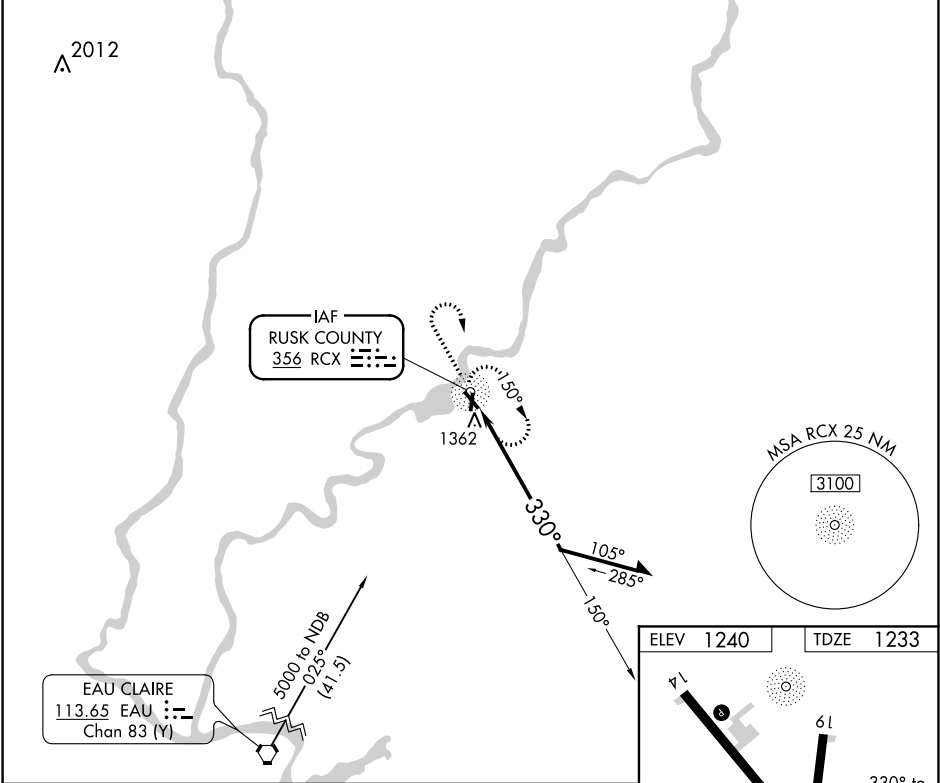 2012
IAF
RUSK COUNTY
356 RCX
150°
1362
MSA RCX 25 NM
3100
330°
105°
285°
150°
5000 to NDB
025°
(41.5)
EAU CLAIRE
113.65 EAU
Chan 83 (Y)
ELEV 1240
TDZE 1233
14
P
19
330° to